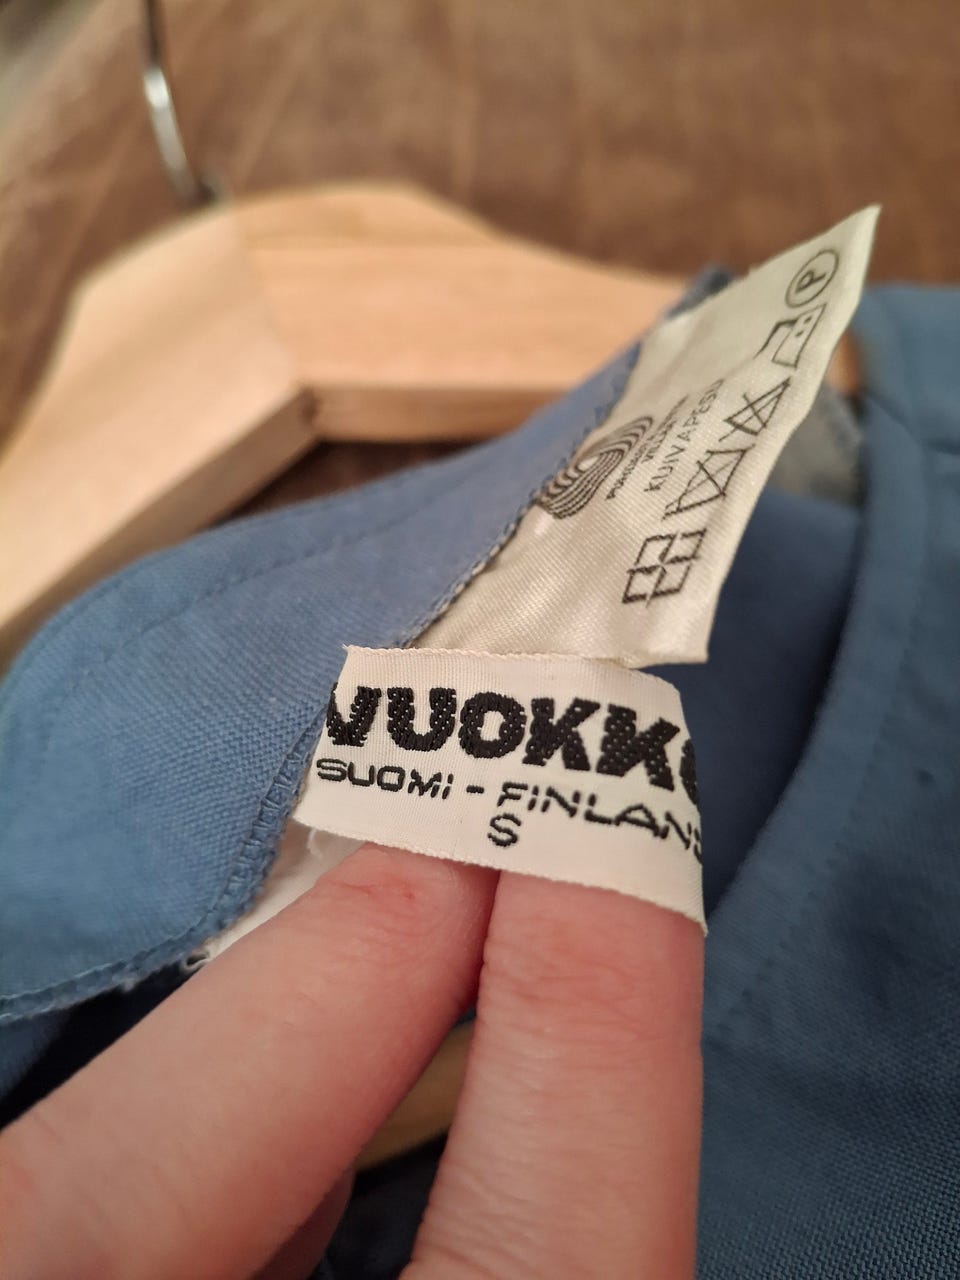 VUOKKO
SUOMI - FINLAND
S
KUIVAPESU
P